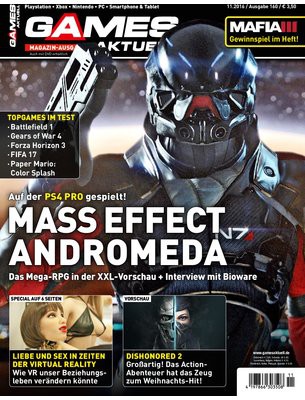 Playstation • Xbox • Nintendo • PC • Smartphone & Tablet
11.2016 / Ausgabe 160 / € 3,50
GAMES
AKTUELL
MAGAZIN-AUSG
MAFIA III
Gewinnspiel im Heft!
TOPGAMES IM TEST
• Battlefield 1
• Gears of War 4
• Forza Horizon 3
• FIFA 17
• Paper Mario:
Color Splash
Auf der PS4 PRO gespielt!
MASS EFFECT
N7
ANDROMEDA
Das Mega-RPG in der XXL-Vorschau + Interview mit Bioware
SPECIAL AUF 6 SEITEN
LIEBE UND SEX IN ZEITEN
DER VIRTUAL REALITY
Wie VR unser Beziehungs-
leben verändern könnte
VORSCHAU
DISHONORED 2
Großartig! Das Action-
Abenteuer hat das Zeug
zum Weihnachts-Hit!
www.gamesaktuell.de